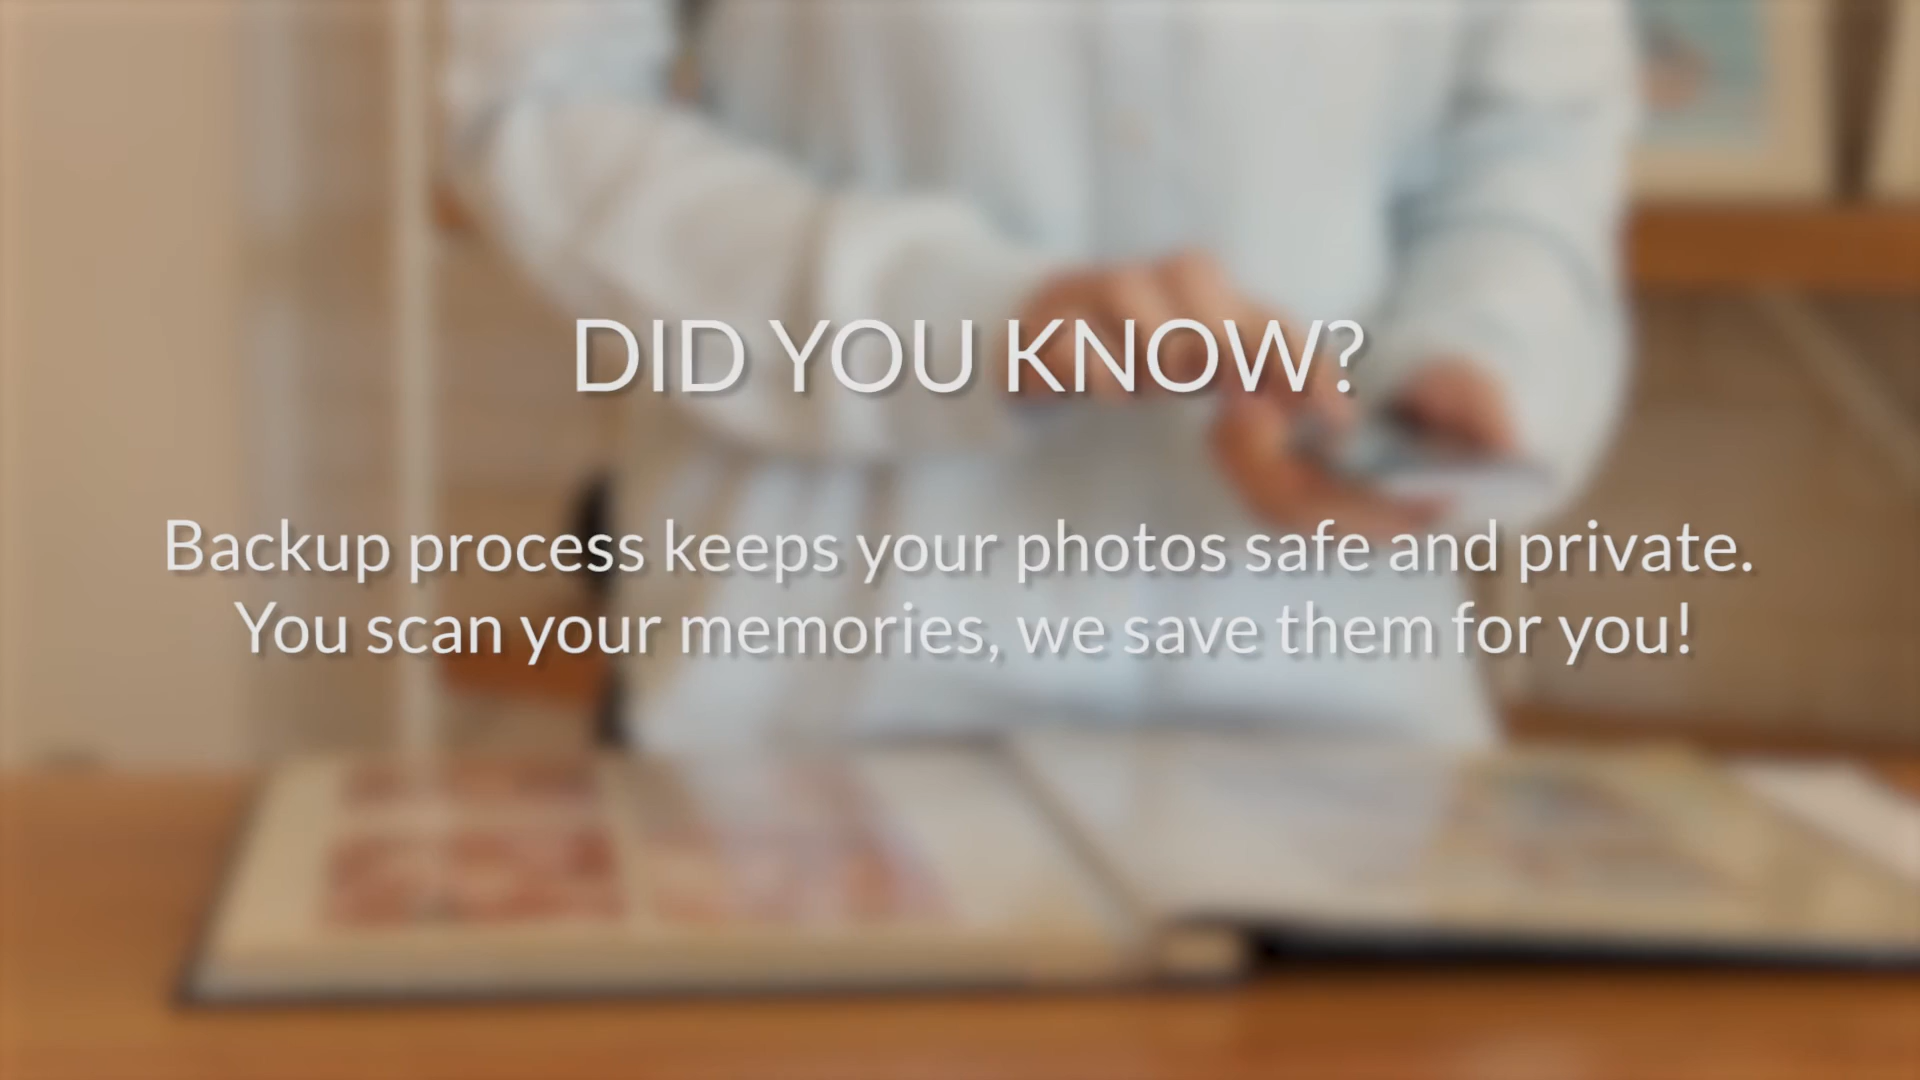 DID YOU KNOW?
Backup process keeps your photos safe and private.
You scan your memories, we save them for you!